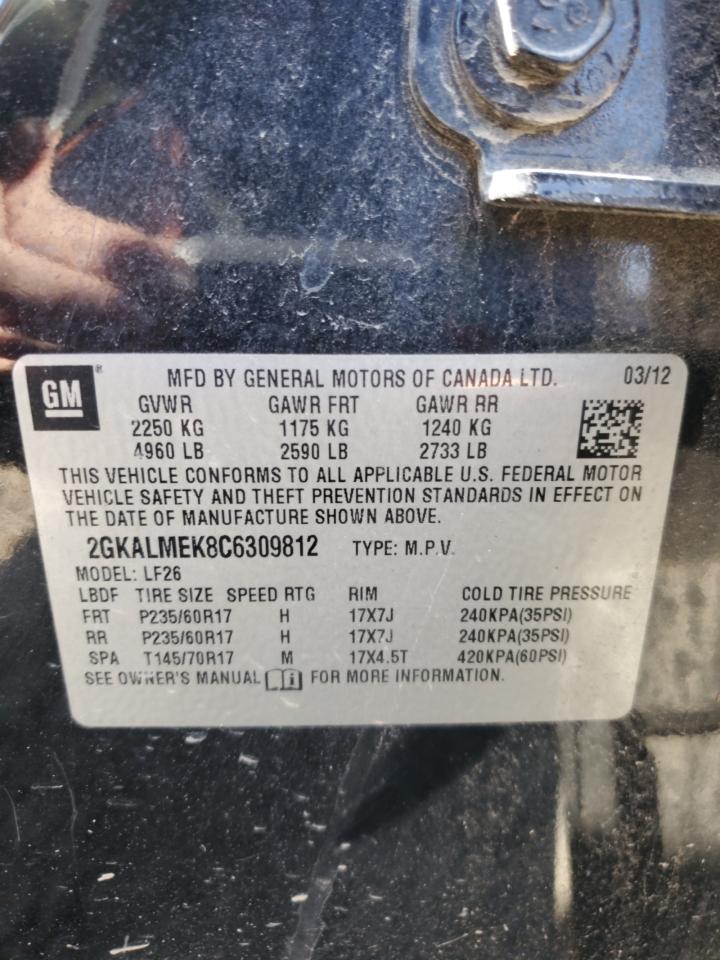 GM
MFD BY GENERAL MOTORS OF CANADA LTD. 03/12
GVWR GAWR FRT GAWR RR
2250 KG 1175 KG 1240 KG
4960 LB 2590 LB 2733 LB
THIS VEHICLE CONFORMS TO ALL APPLICABLE U.S. FEDERAL MOTOR
VEHICLE SAFETY AND THEFT PREVENTION STANDARDS IN EFFECT ON
THE DATE OF MANUFACTURE SHOWN ABOVE.
2GKALMEK8C6309812 TYPE: M.P.V.
MODEL: LF26
LBDF TIRE SIZE SPEED RTG RIM COLD TIRE PRESSURE
FRT P235/60R17 H 17X7J 240KPA(35PSI)
RR P235/60R17 H 17X7J 240KPA(35PSI)
SPA T145/70R17 M 17X4.5T 420KPA(60PSI)
SEE OWNER'S MANUAL FOR MORE INFORMATION.